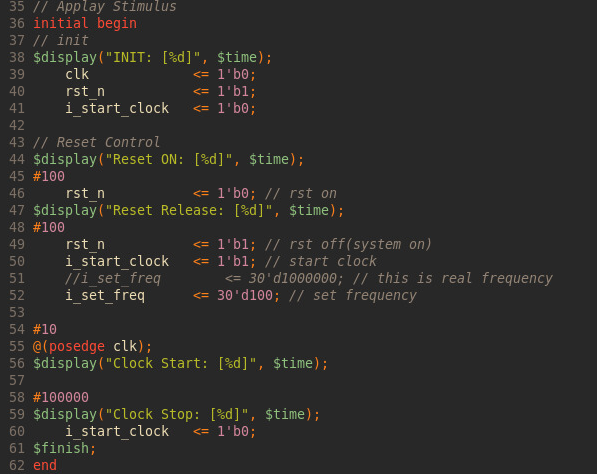 35 // Applay Stimulus
36 initial begin
37 // init
38 $display("INIT: [%d]", $time);
39     clk             <= 1'b0;
40     rst_n           <= 1'b1;
41     i_start_clock   <= 1'b0;
42
43 // Reset Control
44 $display("Reset ON: [%d]", $time);
45 #100
46     rst_n           <= 1'b0; // rst on
47 $display("Reset Release: [%d]", $time);
48 #100
49     rst_n           <= 1'b1; // rst off(system on)
50     i_start_clock   <= 1'b1; // start clock
51     //i_set_freq        <= 30'd1000000; // this is real frequency
52     i_set_freq      <= 30'd100; // set frequency
53
54 #10
55 @(posedge clk);
56 $display("Clock Start: [%d]", $time);
57
58 #100000
59 $display("Clock Stop: [%d]", $time);
60     i_start_clock   <= 1'b0;
61 $finish;
62 end